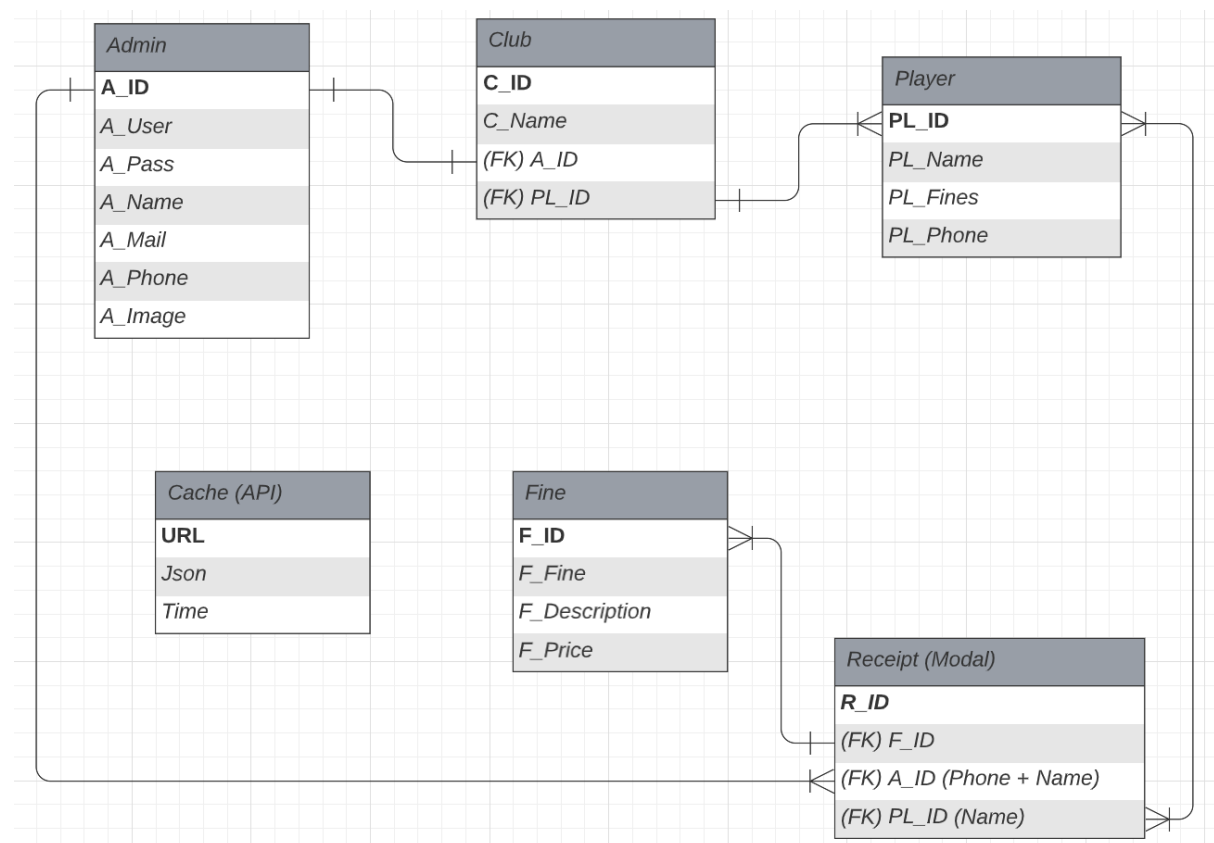 Admin
A_ID
A_User
A_Pass
A_Name
A_Mail
A_Phone
A_Image
Club
C_ID
C_Name
(FK) A_ID
(FK) PL_ID
Player
PL_ID
PL_Name
PL_Fines
PL_Phone
Cache (API)
URL
Json
Time
Fine
F_ID
F_Fine
F_Description
F_Price
Receipt (Modal)
R_ID
(FK) F_ID
(FK) A_ID (Phone + Name)
(FK) PL_ID (Name)